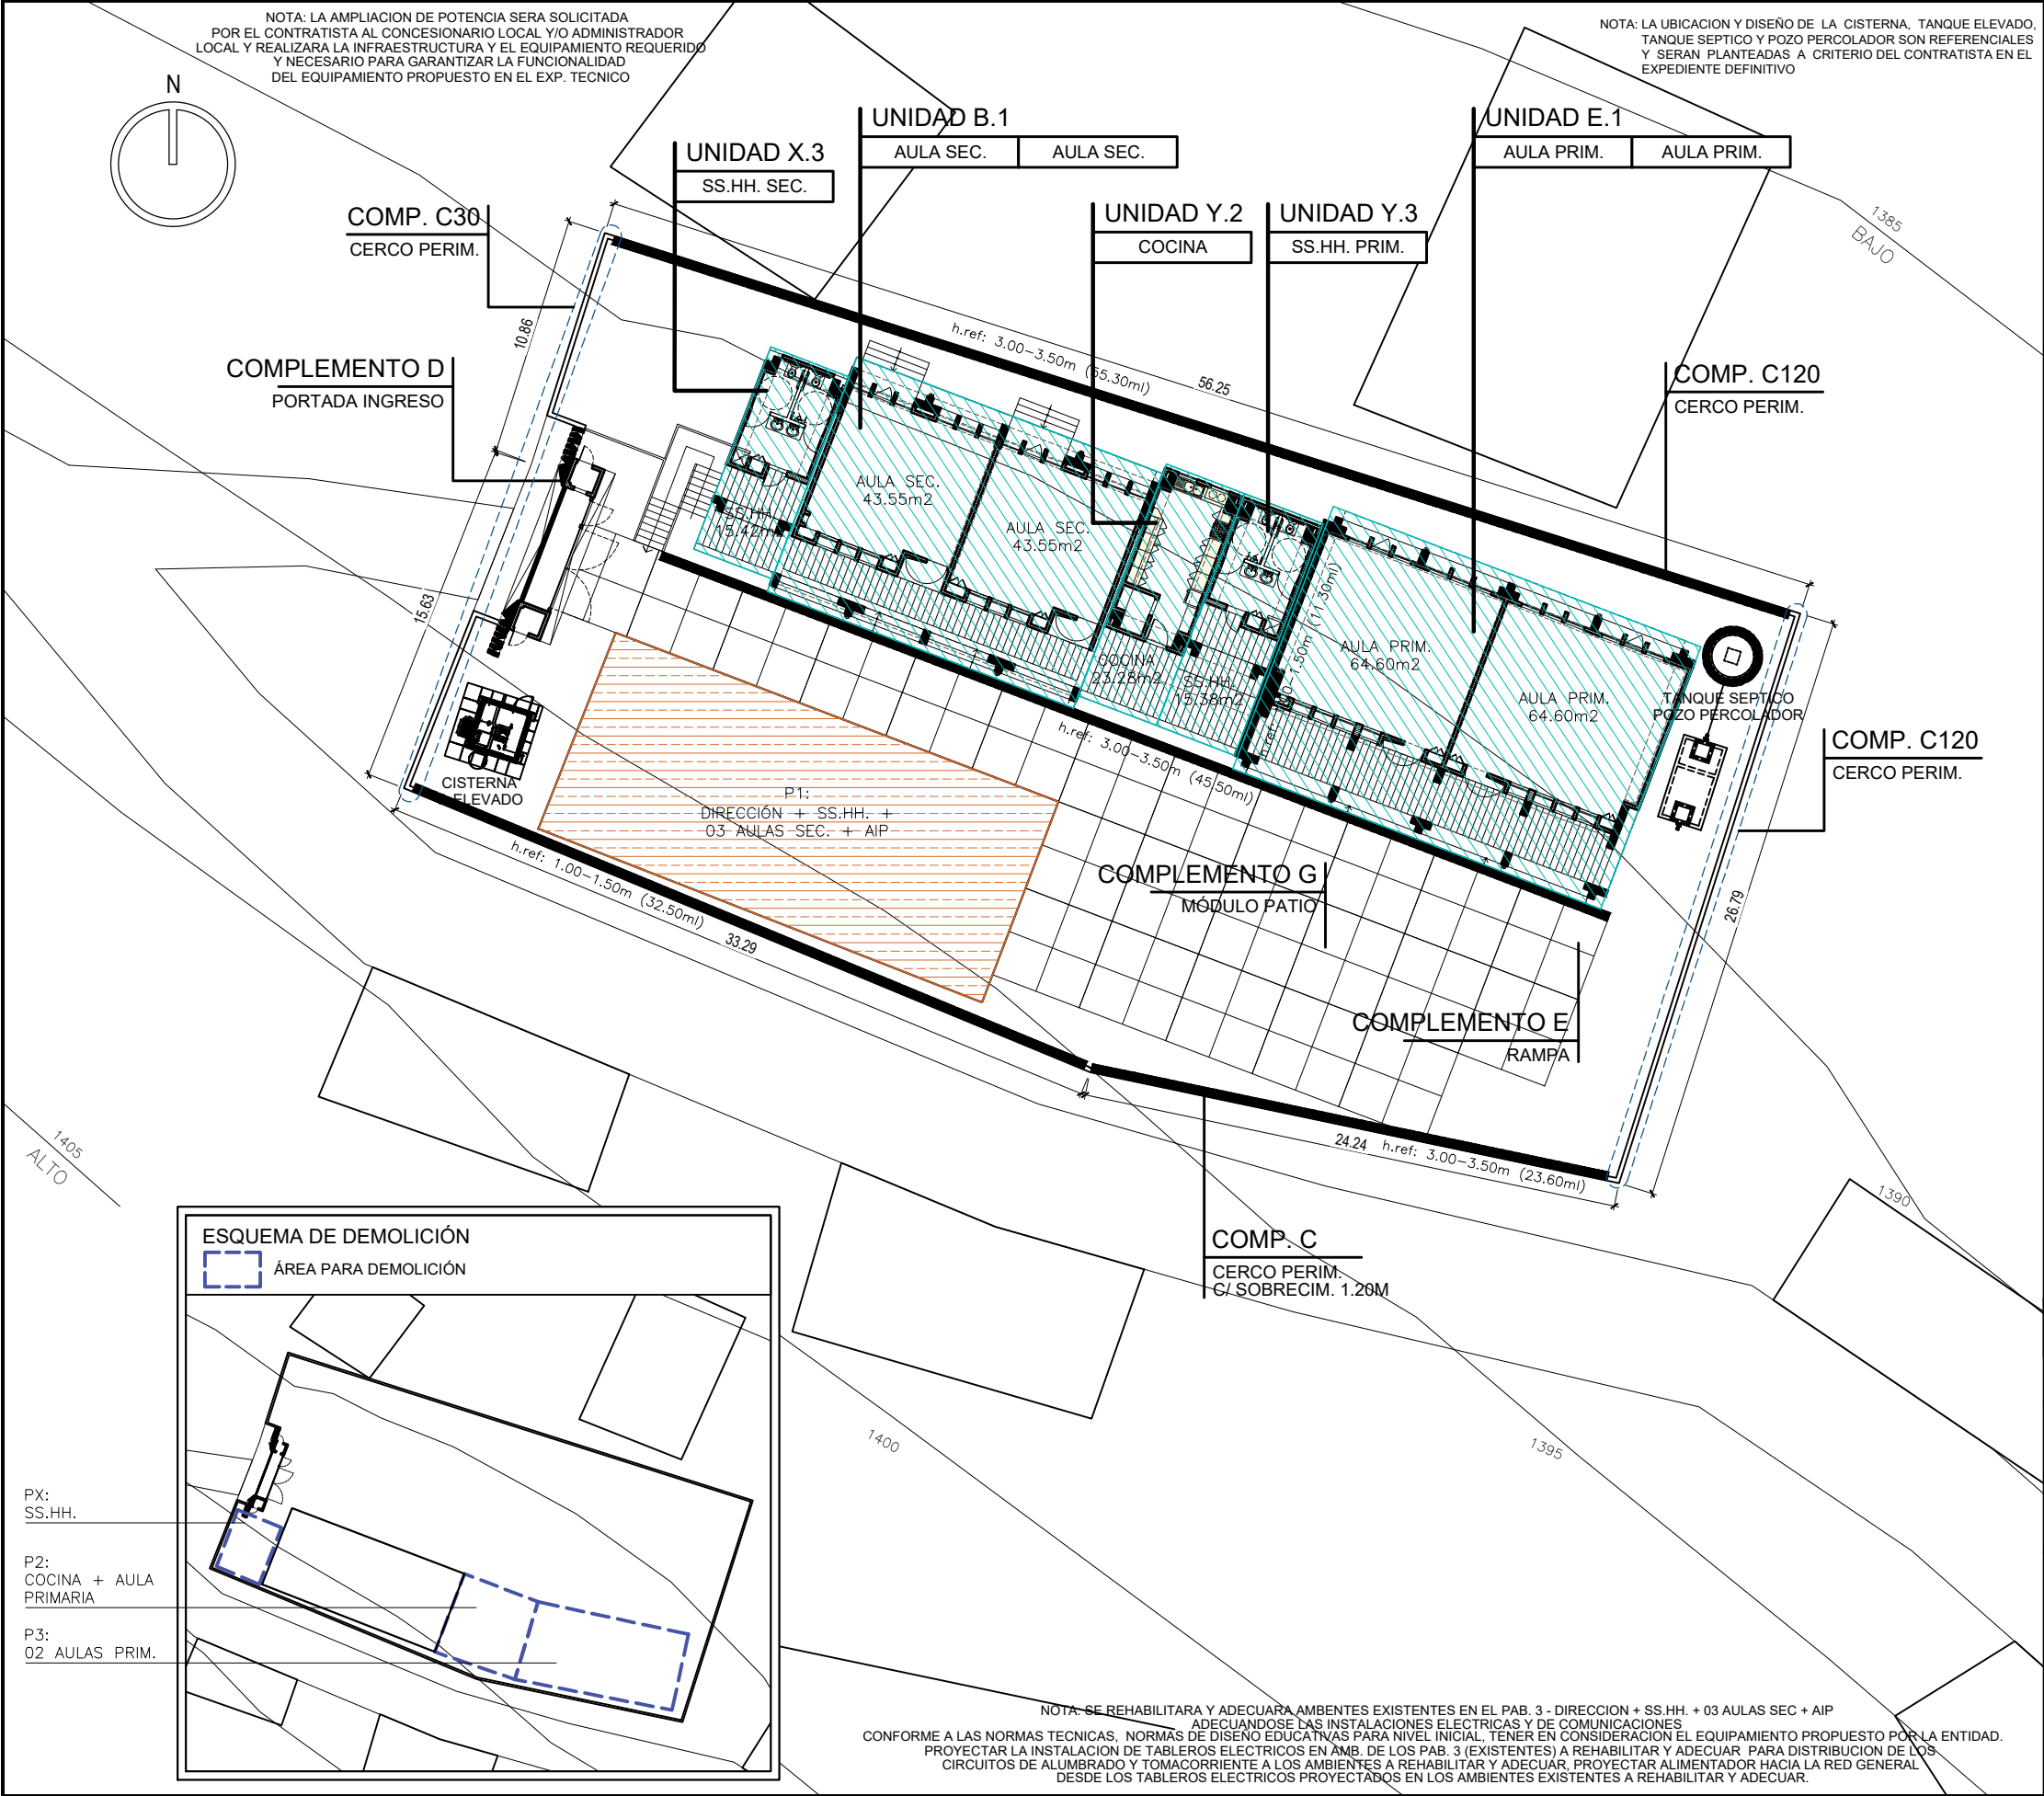 NOTA: LA AMPLIACION DE POTENCIA SERA SOLICITADA
POR EL CONTRATISTA AL CONCESIONARIO LOCAL Y/O ADMINISTRADOR
LOCAL Y REALIZARA LA INFRAESTRUCTURA Y EL EQUIPAMIENTO REQUERIDO
Y NECESARIO PARA GARANTIZAR LA FUNCIONALIDAD
DEL EQUIPAMIENTO PROPUESTO EN EL EXP. TECNICO
NOTA: LA UBICACION Y DISEÑO DE LA CISTERNA, TANQUE ELEVADO,
TANQUE SEPTICO Y POZO PERCOLADOR SON REFERENCIALES
Y SERAN PLANTEADAS A CRITERIO DEL CONTRATISTA EN EL
EXPEDIENTE DEFINITIVO
N
UNIDAD X.3
SS.HH. SEC.
UNIDAD B.1
AULA SEC.
AULA SEC.
UNIDAD Y.2
COCINA
UNIDAD Y.3
SS.HH. PRIM.
UNIDAD E.1
AULA PRIM.
AULA PRIM.
1385
BAJO
COMP. C30
CERCO PERIM.
10.86
COMPLEMENTO D
PORTADA INGRESO
h.ref: 3.00-3.50m (55.30ml)
56.25
COMP. C120
CERCO PERIM.
AULA SEC.
43.55m2
AULA SEC.
43.55m2
SS.HH.
15.42m2
15.63
COCINA
23.28m2
SS.HH.
15.38m2
AULA PRIM.
64.60m2
AULA PRIM.
64.60m2
TANQUE SEPTICO
POZO PERCOLADOR
COMP. C120
CERCO PERIM.
h.ref: 3.00-3.50m (45.50ml)
CISTERNA
ELEVADO
P1:
DIRECCIÓN + SS.HH. +
03 AULAS SEC. + AIP
h.ref: 1.00-1.50m (32.50ml)
33.29
COMPLEMENTO G
MÓDULO PATIO
26.79
COMPLEMENTO E
RAMPA
24.24
h.ref: 3.00-3.50m (23.60ml)
1405
ALTO
1390
COMP. C
CERCO PERIM.
C/ SOBRECIM. 1.20M
1400
1395
ESQUEMA DE DEMOLICIÓN
ÁREA PARA DEMOLICIÓN
PX:
SS.HH.
P2:
COCINA + AULA
PRIMARIA
P3:
02 AULAS PRIM.
NOTA: SE REHABILITARA Y ADECUARA AMBENTES EXISTENTES EN EL PAB. 3 - DIRECCION + SS.HH. + 03 AULAS SEC + AIP
ADECUANDOSE LAS INSTALACIONES ELECTRICAS Y DE COMUNICACIONES
CONFORME A LAS NORMAS TECNICAS, NORMAS DE DISEÑO EDUCATIVAS PARA NIVEL INICIAL, TENER EN CONSIDERACION EL EQUIPAMIENTO PROPUESTO POR LA ENTIDAD.
PROYECTAR LA INSTALACION DE TABLEROS ELECTRICOS EN AMB. DE LOS PAB. 3 (EXISTENTES) A REHABILITAR Y ADECUAR PARA DISTRIBUCION DE LOS
CIRCUITOS DE ALUMBRADO Y TOMACORRIENTE A LOS AMBIENTES A REHABILITAR Y ADECUAR, PROYECTAR ALIMENTADOR HACIA LA RED GENERAL
DESDE LOS TABLEROS ELECTRICOS PROYECTADOS EN LOS AMBIENTES EXISTENTES A REHABILITAR Y ADECUAR.